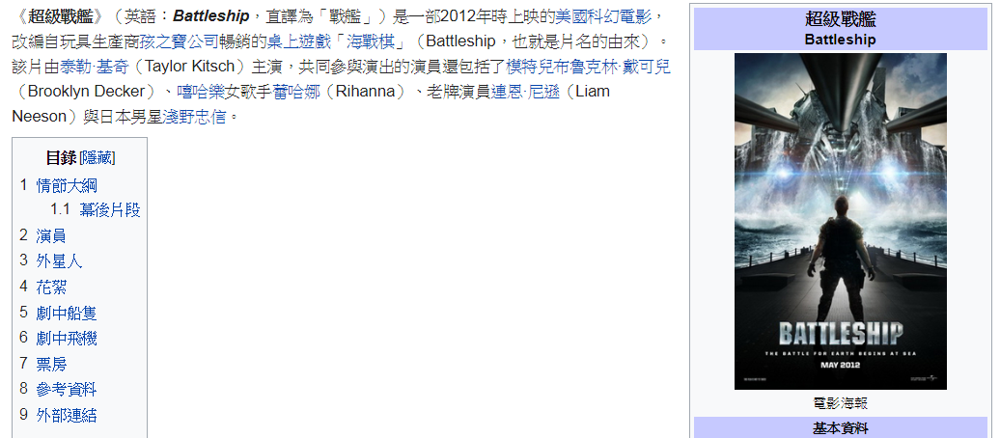 《超級戰艦》（英語：Battleship，直譯為「戰艦」）是一部2012年時上映的美國科幻電影，
改編自玩具生產商孩之寶公司暢銷的桌上遊戲「海戰棋」（Battleship，也就是片名的由來）。
該片由泰勒·基奇（Taylor Kitsch）主演，共同參與演出的演員還包括了模特兒布魯克林·戴可兒
（Brooklyn Decker）、嘻哈樂女歌手蕾哈娜（Rihanna）、老牌演員連恩·尼遜（Liam
Neeson）與日本男星淺野忠信。
目錄 [隱藏]
1 情節大綱
1.1 幕後片段
2 演員
3 外星人
4 花絮
5 劇中船隻
6 劇中飛機
7 票房
8 參考資料
9 外部連結
超級戰艦
Battleship
BATTLESHIP
THE BATTLE FOR EARTH BEGINS AT SEA
MAY 2012
電影海報
基本資料